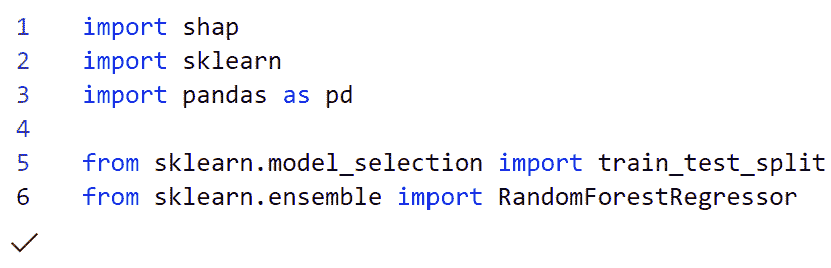 1 import shap
2 import sklearn
3 import pandas as pd
4
5 from sklearn.model_selection import train_test_split
6 from sklearn.ensemble import RandomForestRegressor